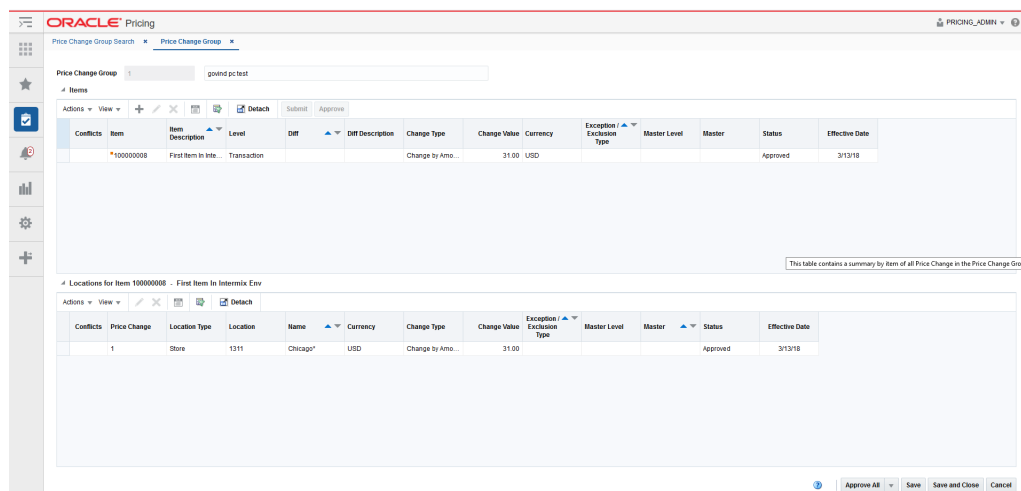 ORACLE Pricing
PRICING_ADMIN
Price Change Group Search × Price Change Group ×
Price Change Group 1 govind pc test
Items
Actions View Detach Submit Approve
Conflicts Item Item Description Level Diff Diff Description Change Type Change Value Currency Exception / Exclusion Type Master Level Master Status Effective Date
*100000008 First Item In Inte... Transaction Change by Amo... 31.00 USD Approved 3/13/18
This table contains a summary by item of all Price Change in the Price Change Gro
Locations for Item 100000008 - First Item In Intermix Env
Actions View Detach
Conflicts Price Change Location Type Location Name Currency Change Type Change Value Exception / Exclusion Type Master Level Master Status Effective Date
1 Store 1311 Chicago* USD Change by Amo... 31.00 Approved 3/13/18
Approve All Save Save and Close Cancel
2